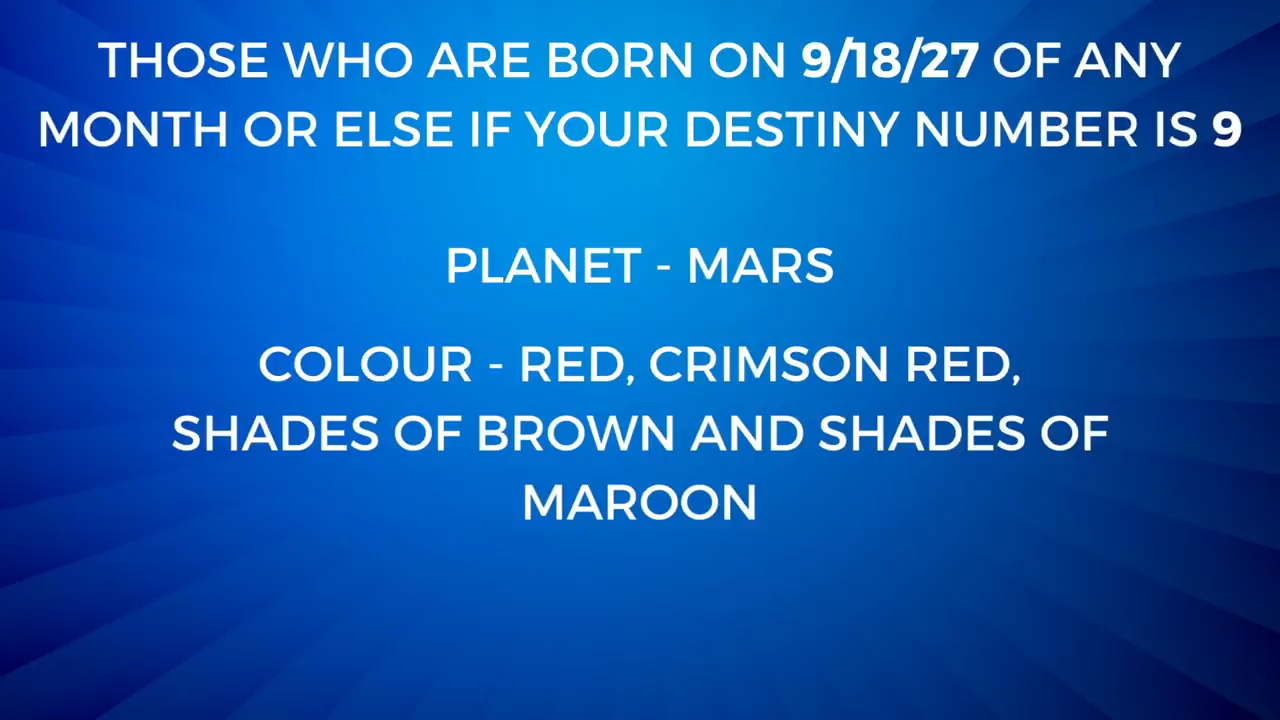 THOSE WHO ARE BORN ON 9/18/27 OF ANY
MONTH OR ELSE IF YOUR DESTINY NUMBER IS 9
PLANET - MARS
COLOUR - RED, CRIMSON RED,
SHADES OF BROWN AND SHADES OF
MAROON